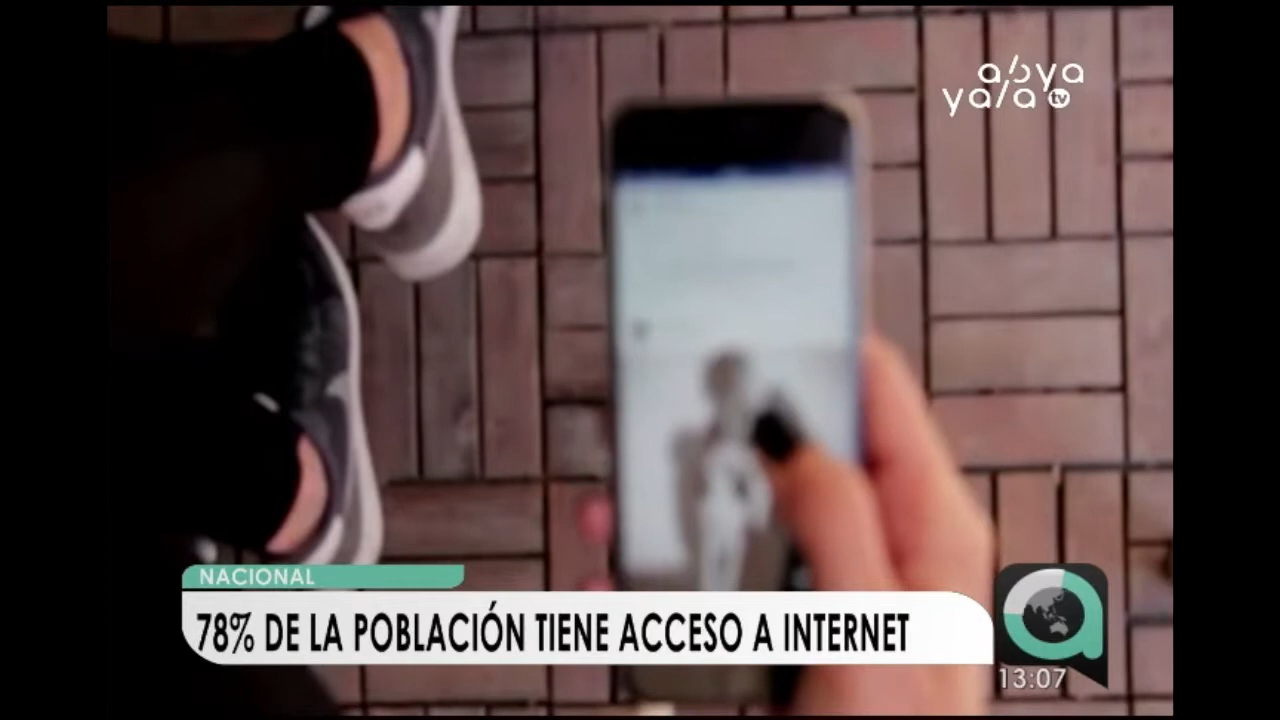 abya
yala tv
NACIONAL
78% DE LA POBLACIÓN TIENE ACCESO A INTERNET
13:07